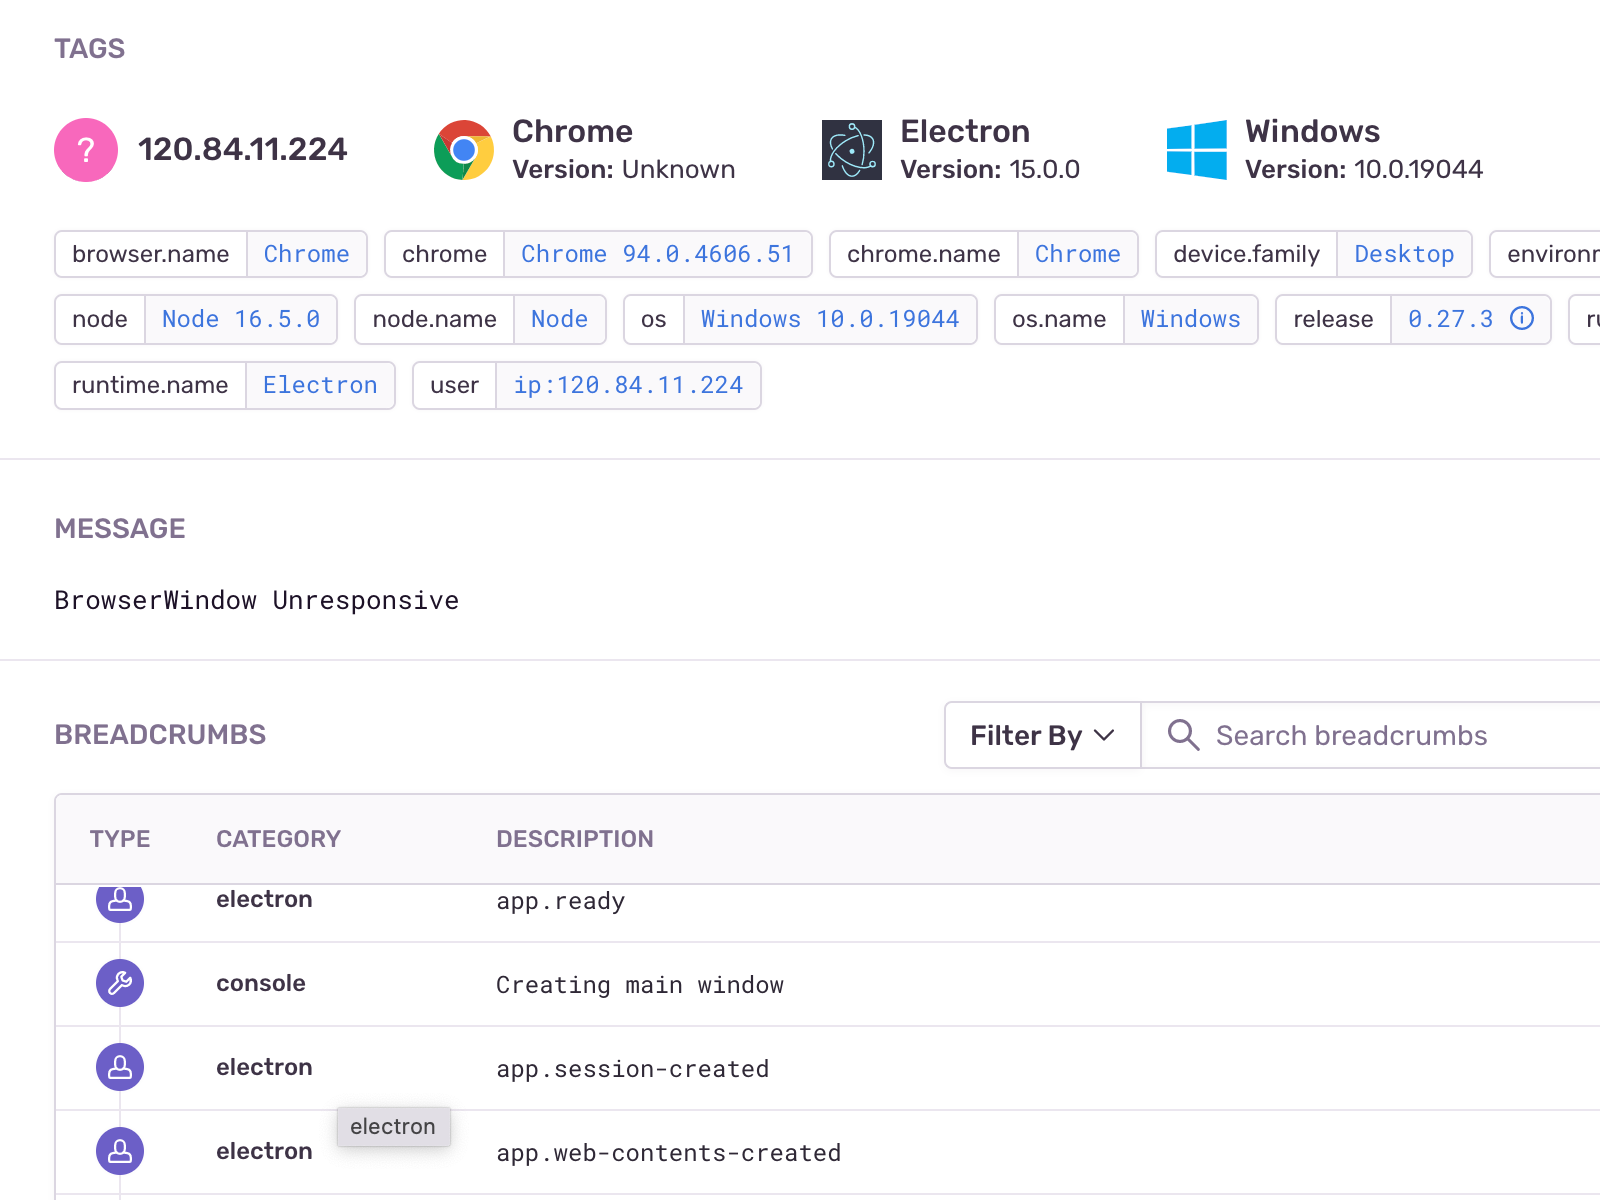 TAGS
? 120.84.11.224 Chrome Electron Windows
Version: Unknown Version: 15.0.0 Version: 10.0.19044
browser.name Chrome chrome Chrome 94.0.4606.51 chrome.name Chrome device.family Desktop environr
node Node 16.5.0 node.name Node os Windows 10.0.19044 os.name Windows release 0.27.3
runtime.name Electron user ip:120.84.11.224
MESSAGE
BrowserWindow Unresponsive
BREADCRUMBS Filter By Search breadcrumbs
TYPE CATEGORY DESCRIPTION
electron app.ready
console Creating main window
electron app.session-created
electron
electron app.web-contents-created